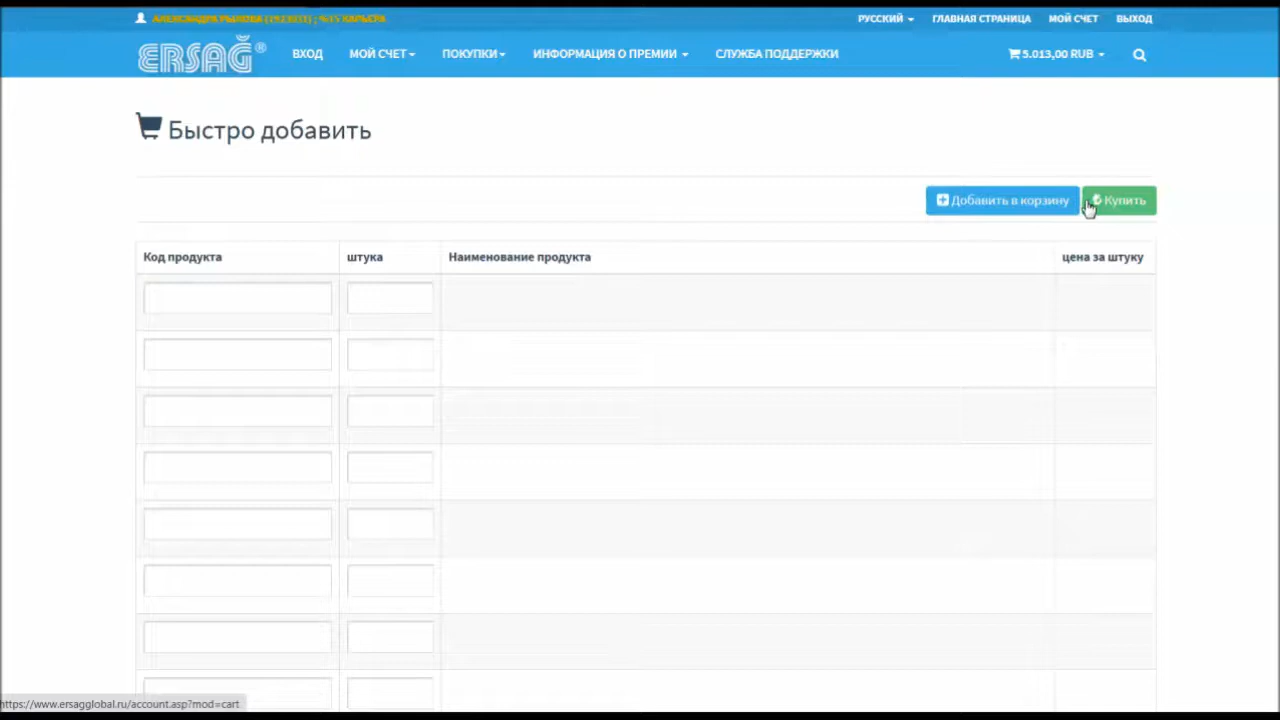 РУССКИЙ ГЛАВНАЯ СТРАНИЦА МОЙ СЧЕТ ВЫХОД
ERSAĞ®
ВХОД МОЙ СЧЕТ ПОКУПКИ ИНФОРМАЦИЯ О ПРЕМИИ СЛУЖБА ПОДДЕРЖКИ 5.013,00 RUB
Быстро добавить
Добавить в корзину Купить
Код продукта штука Наименование продукта цена за штуку
https://www.ersagglobal.ru/account.asp?mod=cart